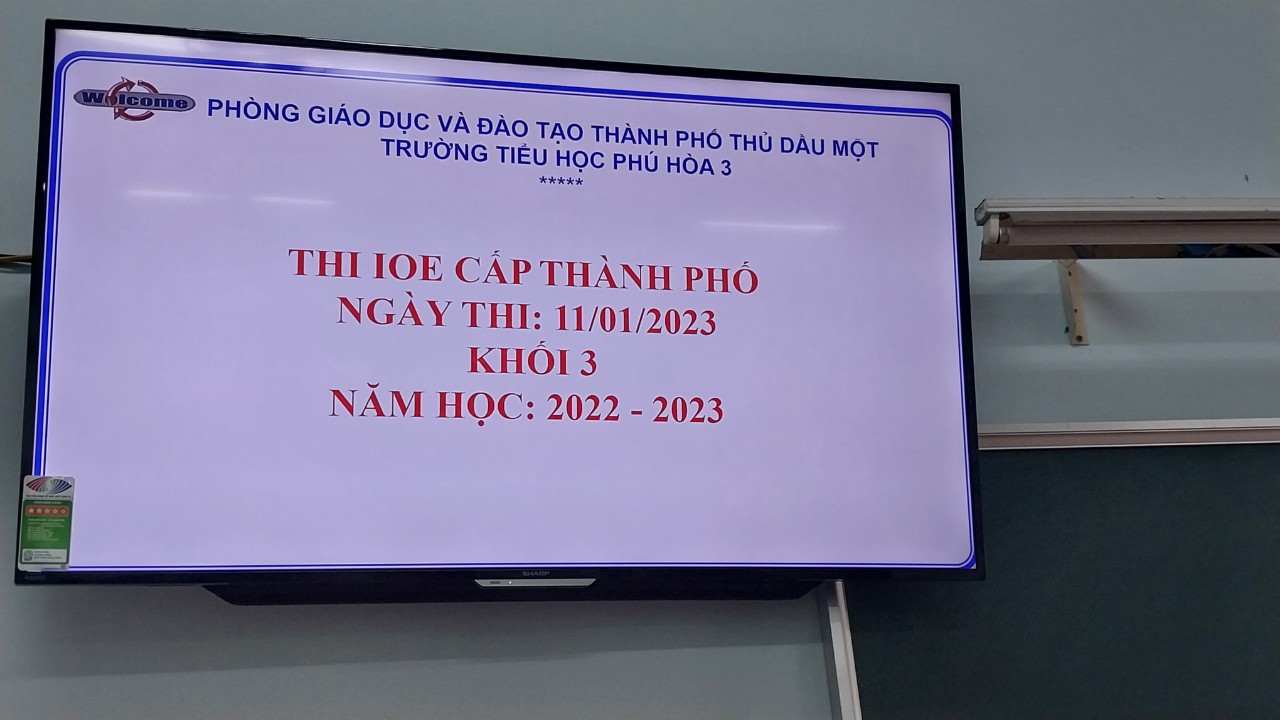 Welcome
PHÒNG GIÁO DỤC VÀ ĐÀO TẠO THÀNH PHỐ THỦ DẦU MỘT
TRƯỜNG TIỂU HỌC PHÚ HÒA 3
*****
THI IOE CẤP THÀNH PHỐ
NGÀY THI: 11/01/2023
KHỐI 3
NĂM HỌC: 2022 - 2023
SHARP